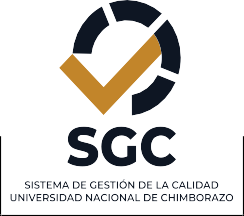 SGC
SISTEMA DE GESTIÓN DE LA CALIDAD
UNIVERSIDAD NACIONAL DE CHIMBORAZO